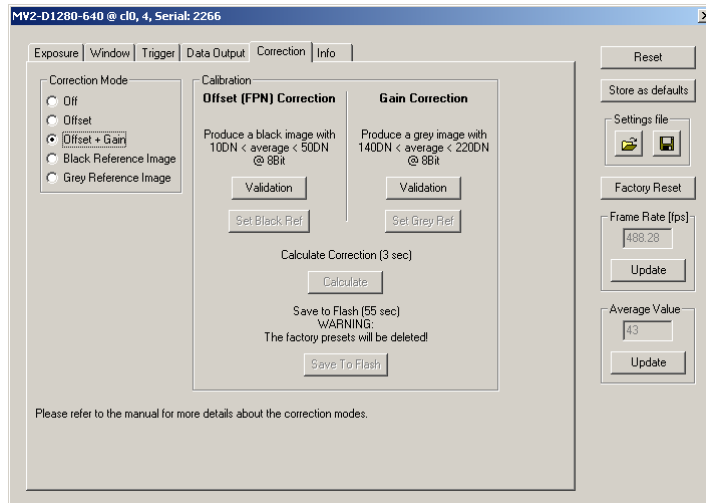 MV2-D1280-640 @ cl0, 4, Serial: 2266
Exposure
Window
Trigger
Data Output
Correction
Info
Correction Mode
Off
Offset
Offset + Gain
Black Reference Image
Grey Reference Image
Calibration
Offset (FPN) Correction
Produce a black image with
10DN < average < 50DN
@ 8Bit
Validation
Set Black Ref
Gain Correction
Produce a grey image with
140DN < average < 220DN
@ 8Bit
Validation
Set Grey Ref
Calculate Correction (3 sec)
Calculate
Save to Flash (55 sec)
WARNING:
The factory presets will be deleted!
Save To Flash
Please refer to the manual for more details about the correction modes.
Reset
Store as defaults
Settings file
Factory Reset
Frame Rate [fps]
488.28
Update
Average Value
43
Update